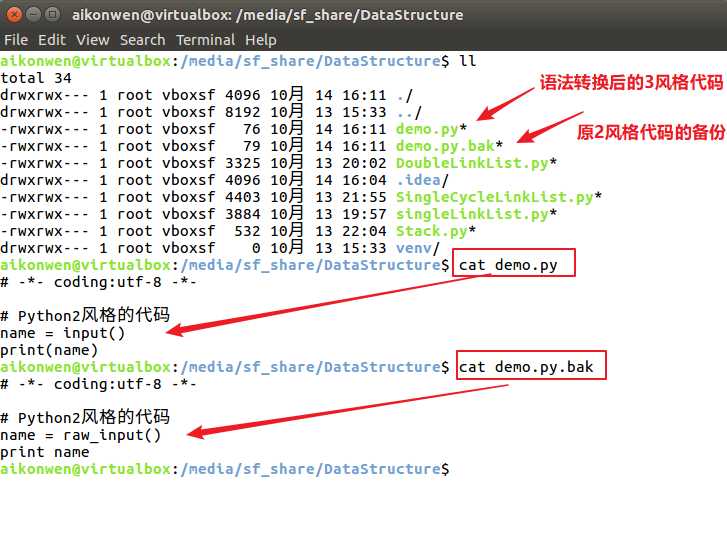 aikonwen@virtualbox: /media/sf_share/DataStructure
File Edit View Search Terminal Help
aikonwen@virtualbox:/media/sf_share/DataStructure$ ll
total 34
drwxrwx--- 1 root vboxsf 4096 10月 14 16:11 ./
drwxrwx--- 1 root vboxsf 8192 10月 13 15:33 ../
-rwxrwx--- 1 root vboxsf   76 10月 14 16:11 demo.py*
-rwxrwx--- 1 root vboxsf   79 10月 14 16:11 demo.py.bak*
-rwxrwx--- 1 root vboxsf 3325 10月 13 20:02 DoubleLinkList.py*
drwxrwx--- 1 root vboxsf 4096 10月 14 16:04 .idea/
-rwxrwx--- 1 root vboxsf 4403 10月 13 21:55 SingleCycleLinkList.py*
-rwxrwx--- 1 root vboxsf 3884 10月 13 19:57 singleLinkList.py*
-rwxrwx--- 1 root vboxsf  532 10月 13 22:04 Stack.py*
drwxrwx--- 1 root vboxsf    0 10月 13 15:33 venv/
语法转换后的3风格代码
原2风格代码的备份
aikonwen@virtualbox:/media/sf_share/DataStructure$ cat demo.py
# -*- coding:utf-8 -*-
# Python2风格的代码
name = input()
print(name)
aikonwen@virtualbox:/media/sf_share/DataStructure$ cat demo.py.bak
# -*- coding:utf-8 -*-
# Python2风格的代码
name = raw_input()
print name
aikonwen@virtualbox:/media/sf_share/DataStructure$